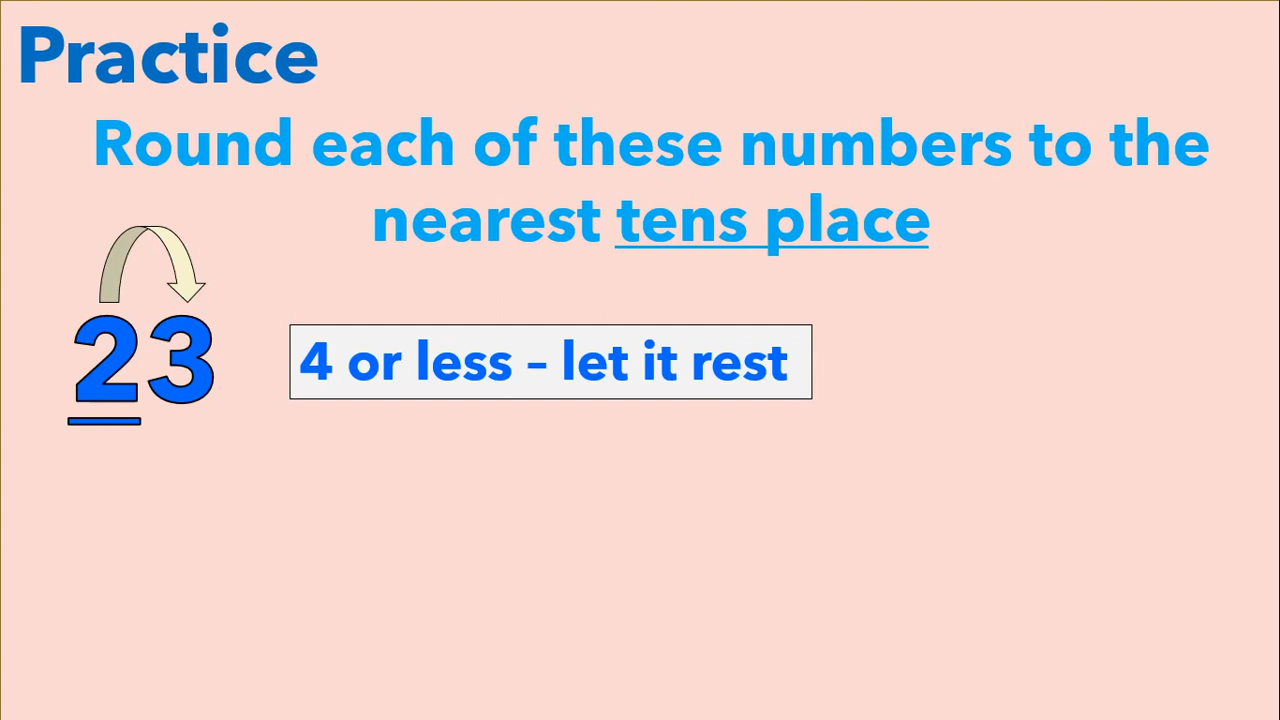 Practice
Round each of these numbers to the
nearest tens place
23
4 or less – let it rest